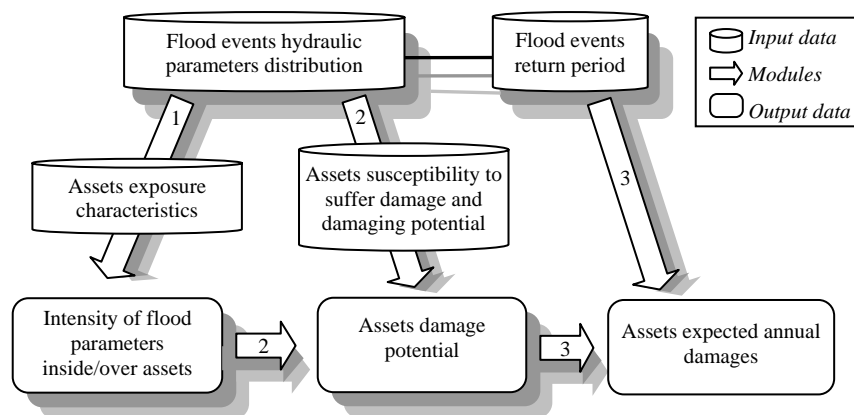 Flood events hydraulic
parameters distribution
Flood events
return period
Input data
Modules
Output data
1
2
3
Assets exposure
characteristics
Assets susceptibility to
suffer damage and
damaging potential
Intensity of flood
parameters
inside/over assets
2
Assets damage
potential
3
Assets expected annual
damages